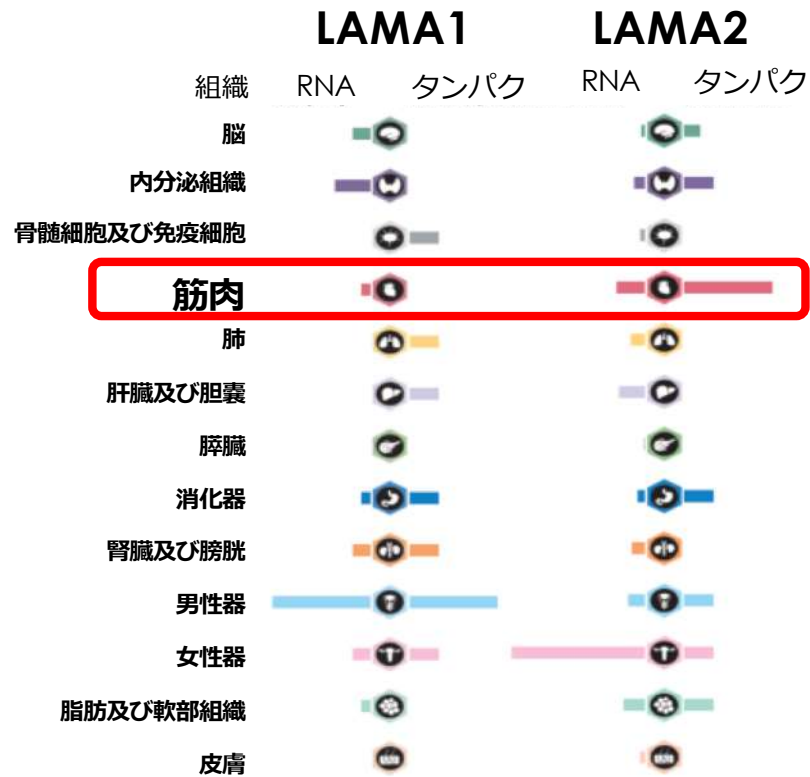 LAMA1 LAMA2
組織 RNA タンパク RNA タンパク
脳
内分泌組織
骨髄細胞及び免疫細胞
筋肉
肺
肝臓及び胆嚢
膵臓
消化器
腎臓及び膀胱
男性器
女性器
脂肪及び軟部組織
皮膚